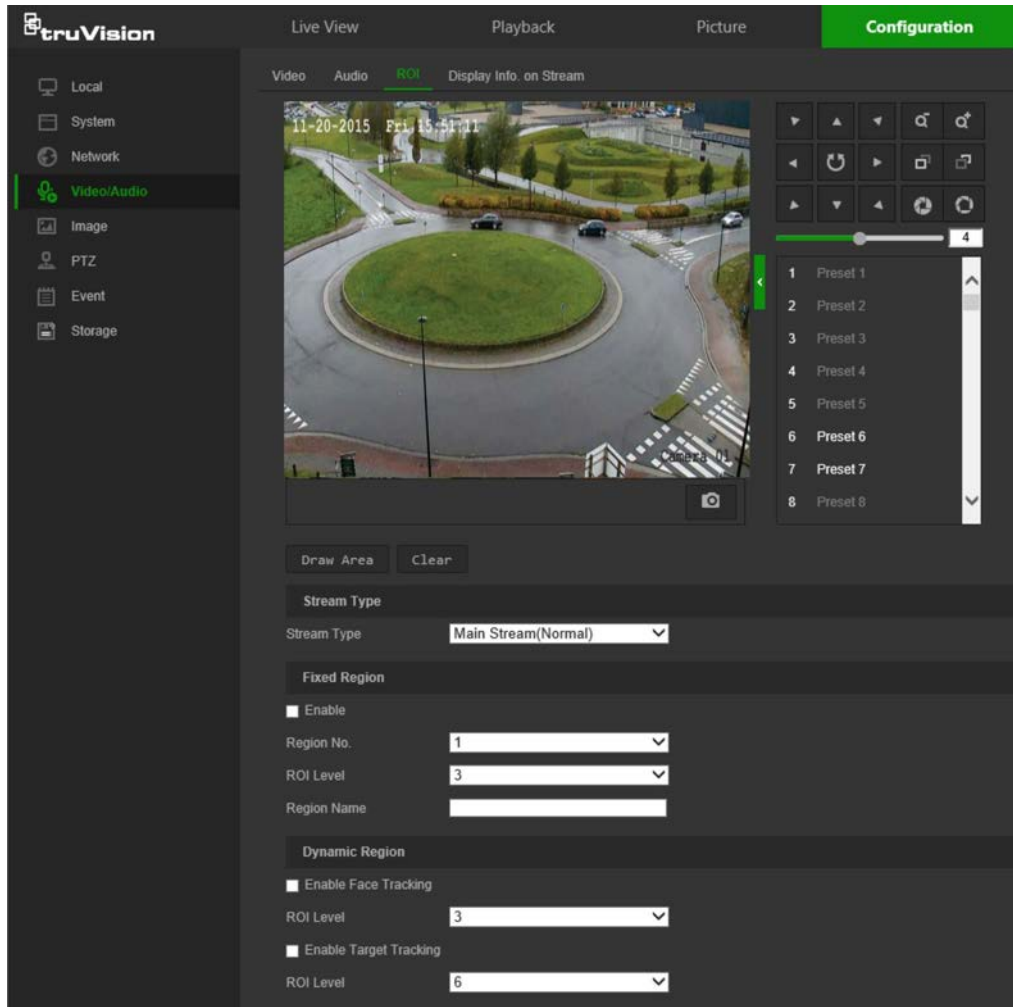 truVision
Live View
Playback
Picture
Configuration
Local
System
Network
Video/Audio
Image
PTZ
Event
Storage
Video
Audio
ROI
Display Info. on Stream
11-20-2015 Fri 15:51:11
Camera 01
4
1 Preset 1
2 Preset 2
3 Preset 3
4 Preset 4
5 Preset 5
6 Preset 6
7 Preset 7
8 Preset 8
Draw Area
Clear
Stream Type
Stream Type Main Stream(Normal)
Fixed Region
Enable
Region No. 1
ROI Level 3
Region Name
Dynamic Region
Enable Face Tracking
ROI Level 3
Enable Target Tracking
ROI Level 6